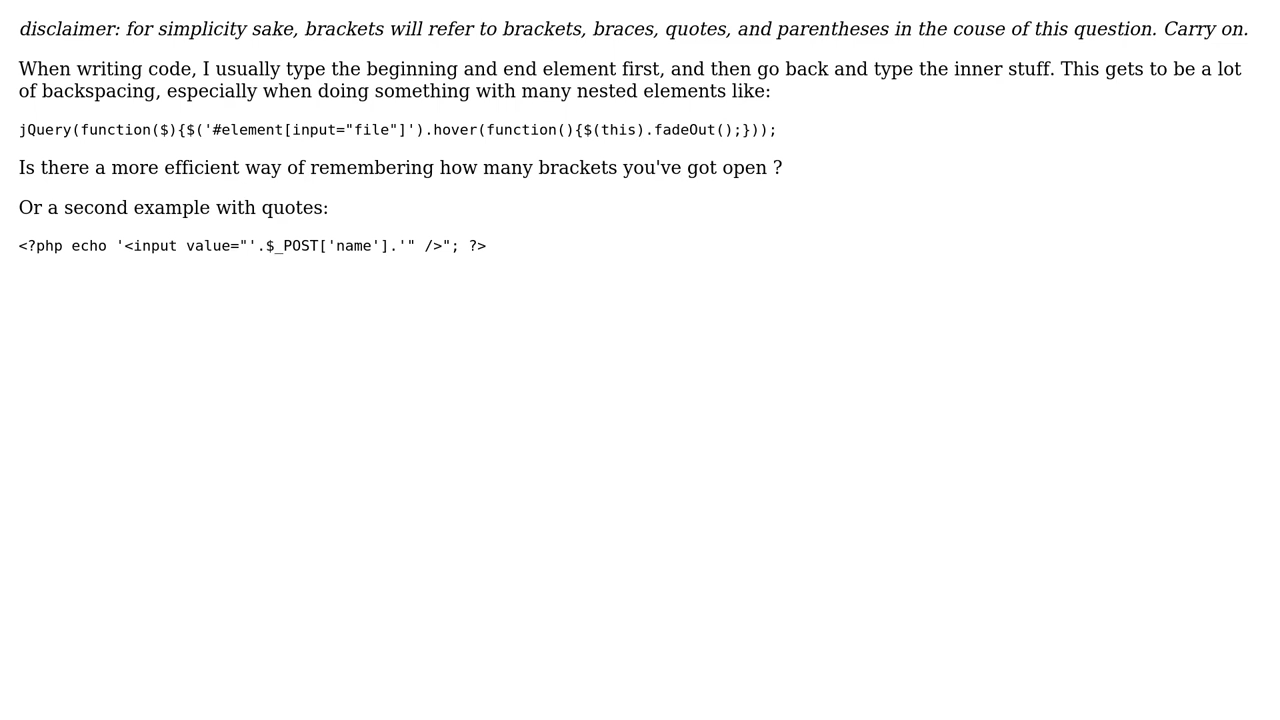 disclaimer: for simplicity sake, brackets will refer to brackets, braces, quotes, and parentheses in the couse of this question. Carry on.
When writing code, I usually type the beginning and end element first, and then go back and type the inner stuff. This gets to be a lot
of backspacing, especially when doing something with many nested elements like:
jQuery(function($){$('#element[input="file"]').hover(function(){$(this).fadeOut();}));
Is there a more efficient way of remembering how many brackets you've got open ?
Or a second example with quotes:
<?php echo '<input value="'.$_POST['name'].'" />"; ?>